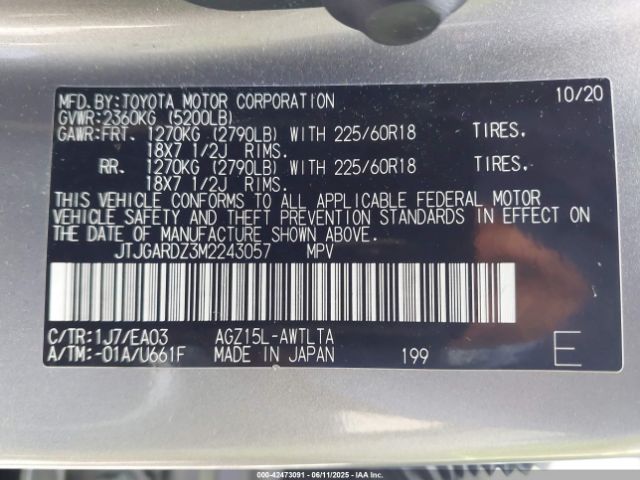 MFD.BY:TOYOTA MOTOR CORPORATION 10/20
GVWR:2360KG (5200LB)
GAWR:FRT. 1270KG (2790LB) WITH 225/60R18 TIRES.
18X7 1/2J RIMS.
RR. 1270KG (2790LB) WITH 225/60R18 TIRES.
18X7 1/2J RIMS.
THIS VEHICLE CONFORMS TO ALL APPLICABLE FEDERAL MOTOR
VEHICLE SAFETY AND THEFT PREVENTION STANDARDS IN EFFECT ON
THE DATE OF MANUFACTURE SHOWN ABOVE.
JTJGARDZ3M2243057 MPV
C/TR:1J7/EA03 AGZ15L-AWTLTA
A/TM:-01A/U661F MADE IN JAPAN 199 E
000-42473091 - 06/11/2025 - IAA Inc.